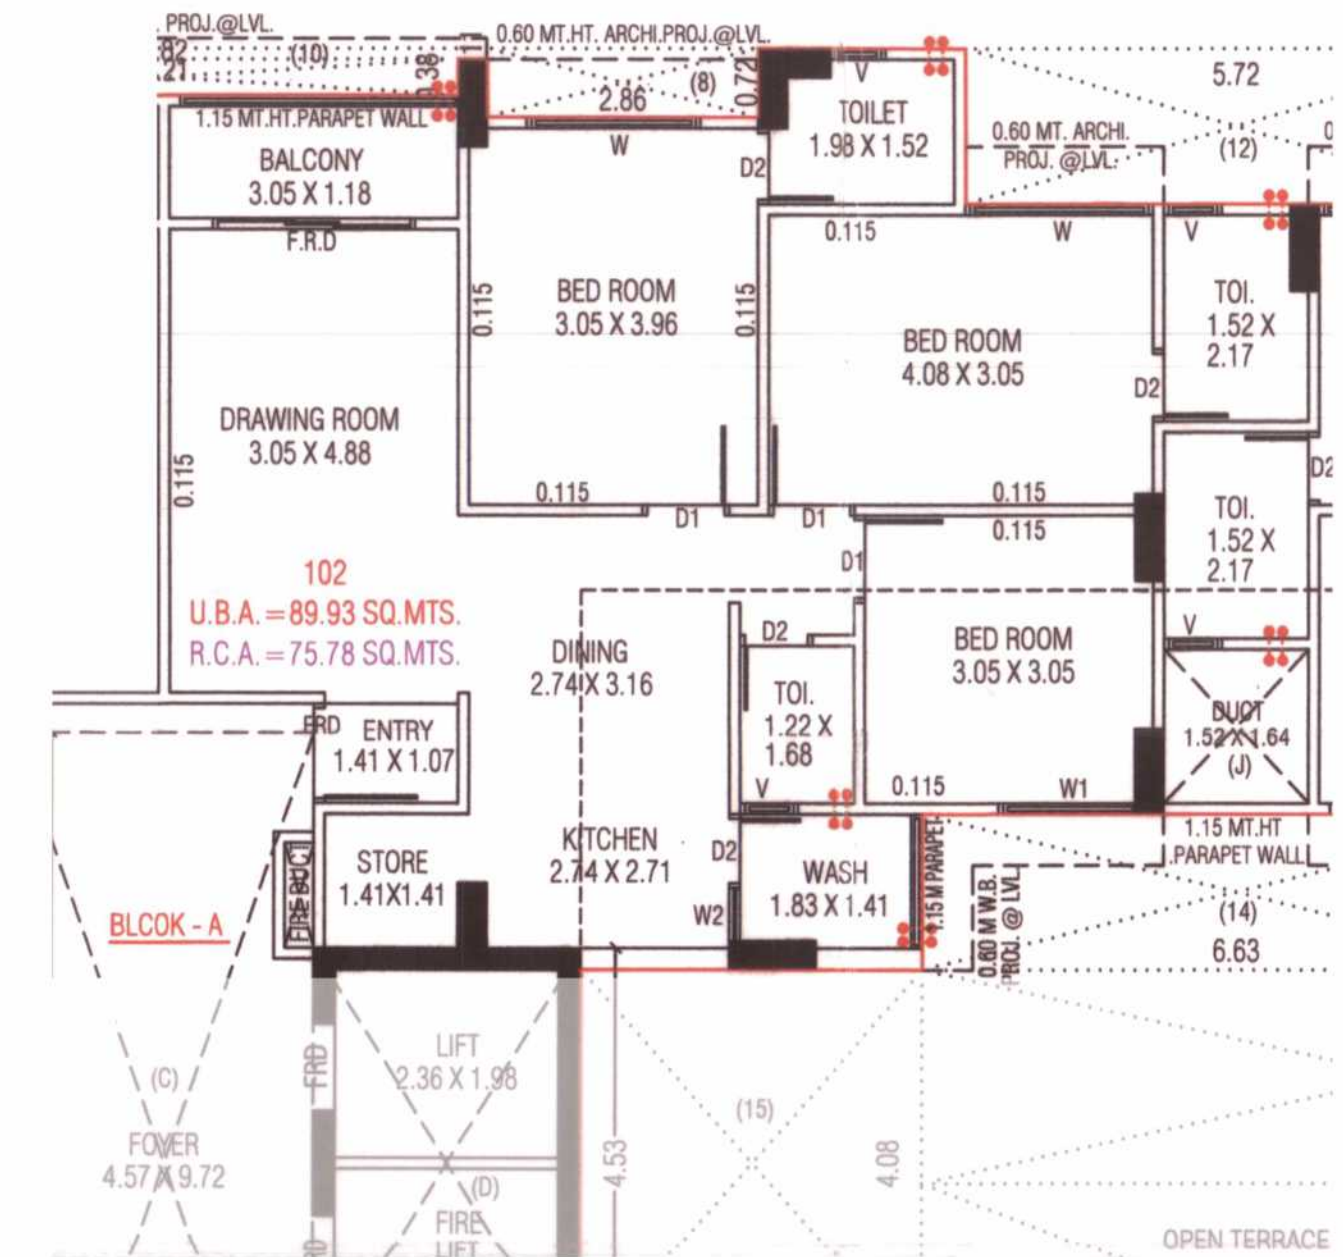 . PROJ.@LVL.
0.60 MT.HT. ARCHI.PROJ.@LVL.
82
21
(10)
0.38
2.86
(8)
0.72
V
5.72
1.15 MT.HT.PARAPET WALL
BALCONY
3.05 X 1.18
F.R.D
W
D2
TOILET
1.98 X 1.52
0.60 MT. ARCHI.
PROJ. @LVL.
(12)
0.115
W
V
BED ROOM
3.05 X 3.96
0.115
0.115
BED ROOM
4.08 X 3.05
TOI.
1.52 X
2.17
D2
DRAWING ROOM
3.05 X 4.88
0.115
0.115
D1
D1
0.115
0.115
D2
TOI.
1.52 X
2.17
D1
102
U.B.A.=89.93 SQ.MTS.
R.C.A.=75.78 SQ.MTS.
DINING
2.74 X 3.16
D2
TOI.
1.22 X
1.68
V
BED ROOM
3.05 X 3.05
V
DUCT
1.52 X 1.64
(J)
FRD
ENTRY
1.41 X 1.07
0.115
W1
STORE
1.41X1.41
KITCHEN
2.74 X 2.71
D2
W2
WASH
1.83 X 1.41
1.15 M PARAPET
1.15 MT.HT
.PARAPET WALL
0.60 M W.B.
PROJ. @ LVL.
(14)
6.63
FIRE DUCT
BLCOK - A
FRD
LIFT
2.36 X 1.98
(C)
FOYER
4.57 X 9.72
(D)
FIRE
LIFT
4.53
(15)
4.08
OPEN TERRACE